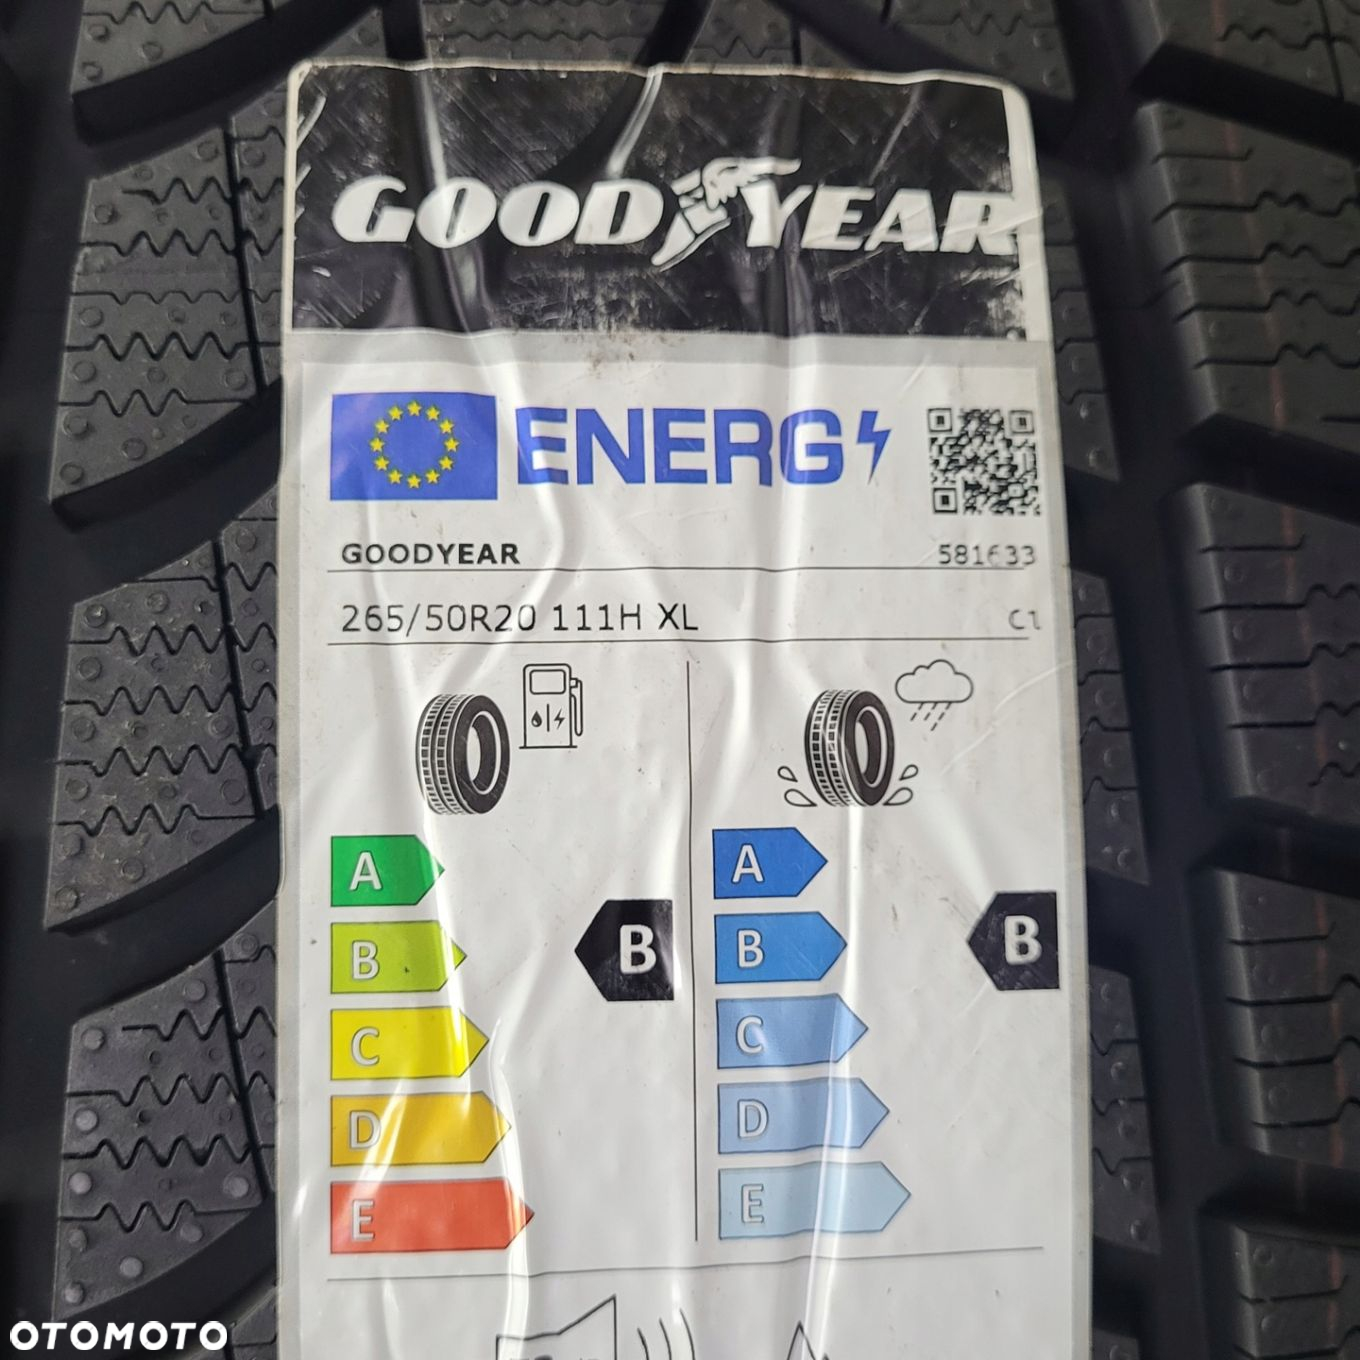 GOODYEAR
ENERG
GOODYEAR 581633
265/50R20 111H XL C1
A A
B B B B
C C
D D
E E
OTOMOTO